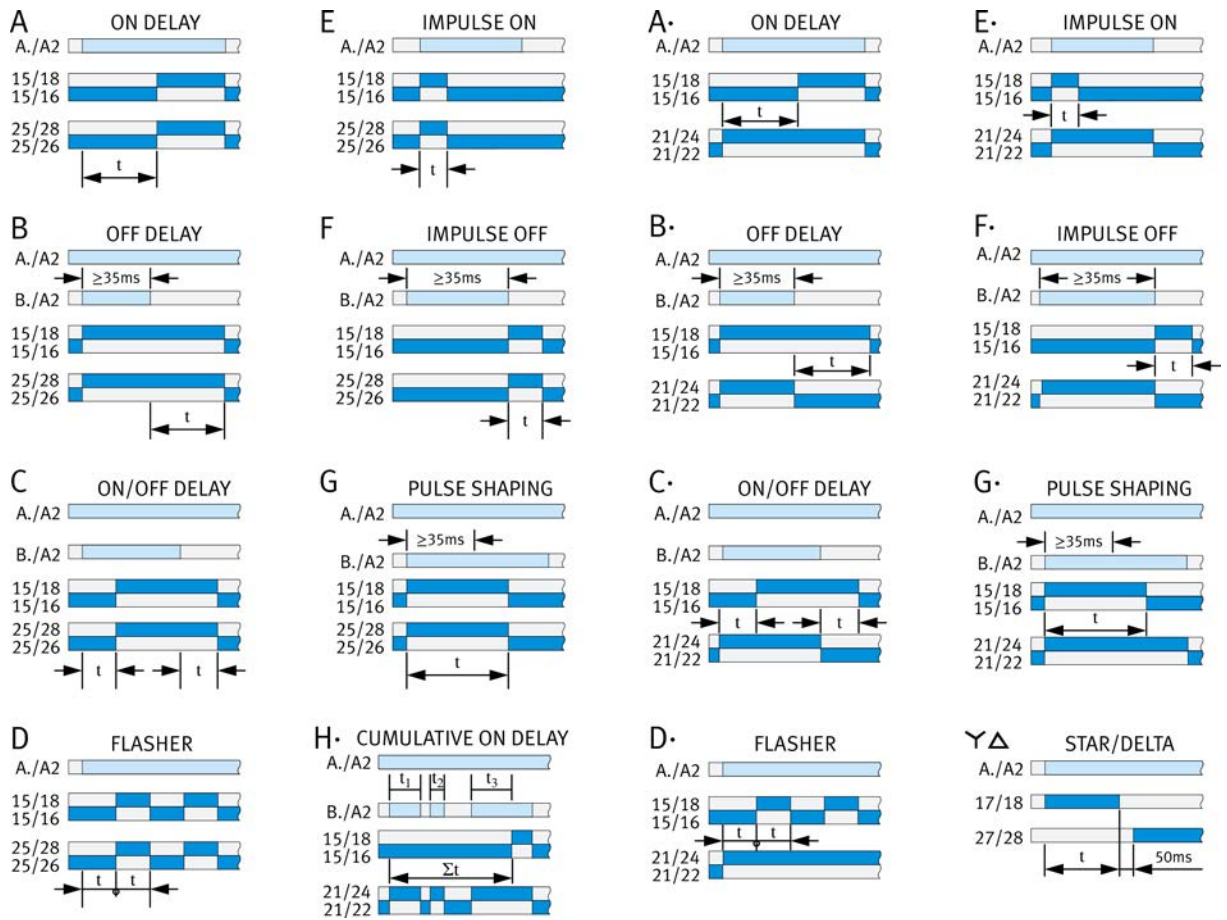 A ON DELAY
A./A2
15/18
15/16
25/28
25/26
t
E IMPULSE ON
A./A2
15/18
15/16
25/28
25/26
t
A· ON DELAY
A./A2
15/18
15/16
t
21/24
21/22
E· IMPULSE ON
A./A2
15/18
15/16
t
21/24
21/22
B OFF DELAY
A./A2
≥35ms
B./A2
15/18
15/16
25/28
25/26
t
F IMPULSE OFF
A./A2
≥35ms
B./A2
15/18
15/16
25/28
25/26
t
B· OFF DELAY
A./A2
≥35ms
B./A2
15/18
15/16
t
21/24
21/22
F· IMPULSE OFF
A./A2
≥35ms
B./A2
15/18
15/16
t
21/24
21/22
C ON/OFF DELAY
A./A2
B./A2
15/18
15/16
25/28
25/26
t t
G PULSE SHAPING
A./A2
≥35ms
B./A2
15/18
15/16
25/28
25/26
t
C· ON/OFF DELAY
A./A2
B./A2
15/18
15/16
t t
21/24
21/22
G· PULSE SHAPING
A./A2
≥35ms
B./A2
15/18
15/16
t
21/24
21/22
D FLASHER
A./A2
15/18
15/16
25/28
25/26
t t
H· CUMULATIVE ON DELAY
A./A2
t1 t2 t3
B./A2
15/18
15/16
Σt
21/24
21/22
D· FLASHER
A./A2
15/18
15/16
t t
21/24
21/22
STAR/DELTA
A./A2
17/18
27/28
t 50ms